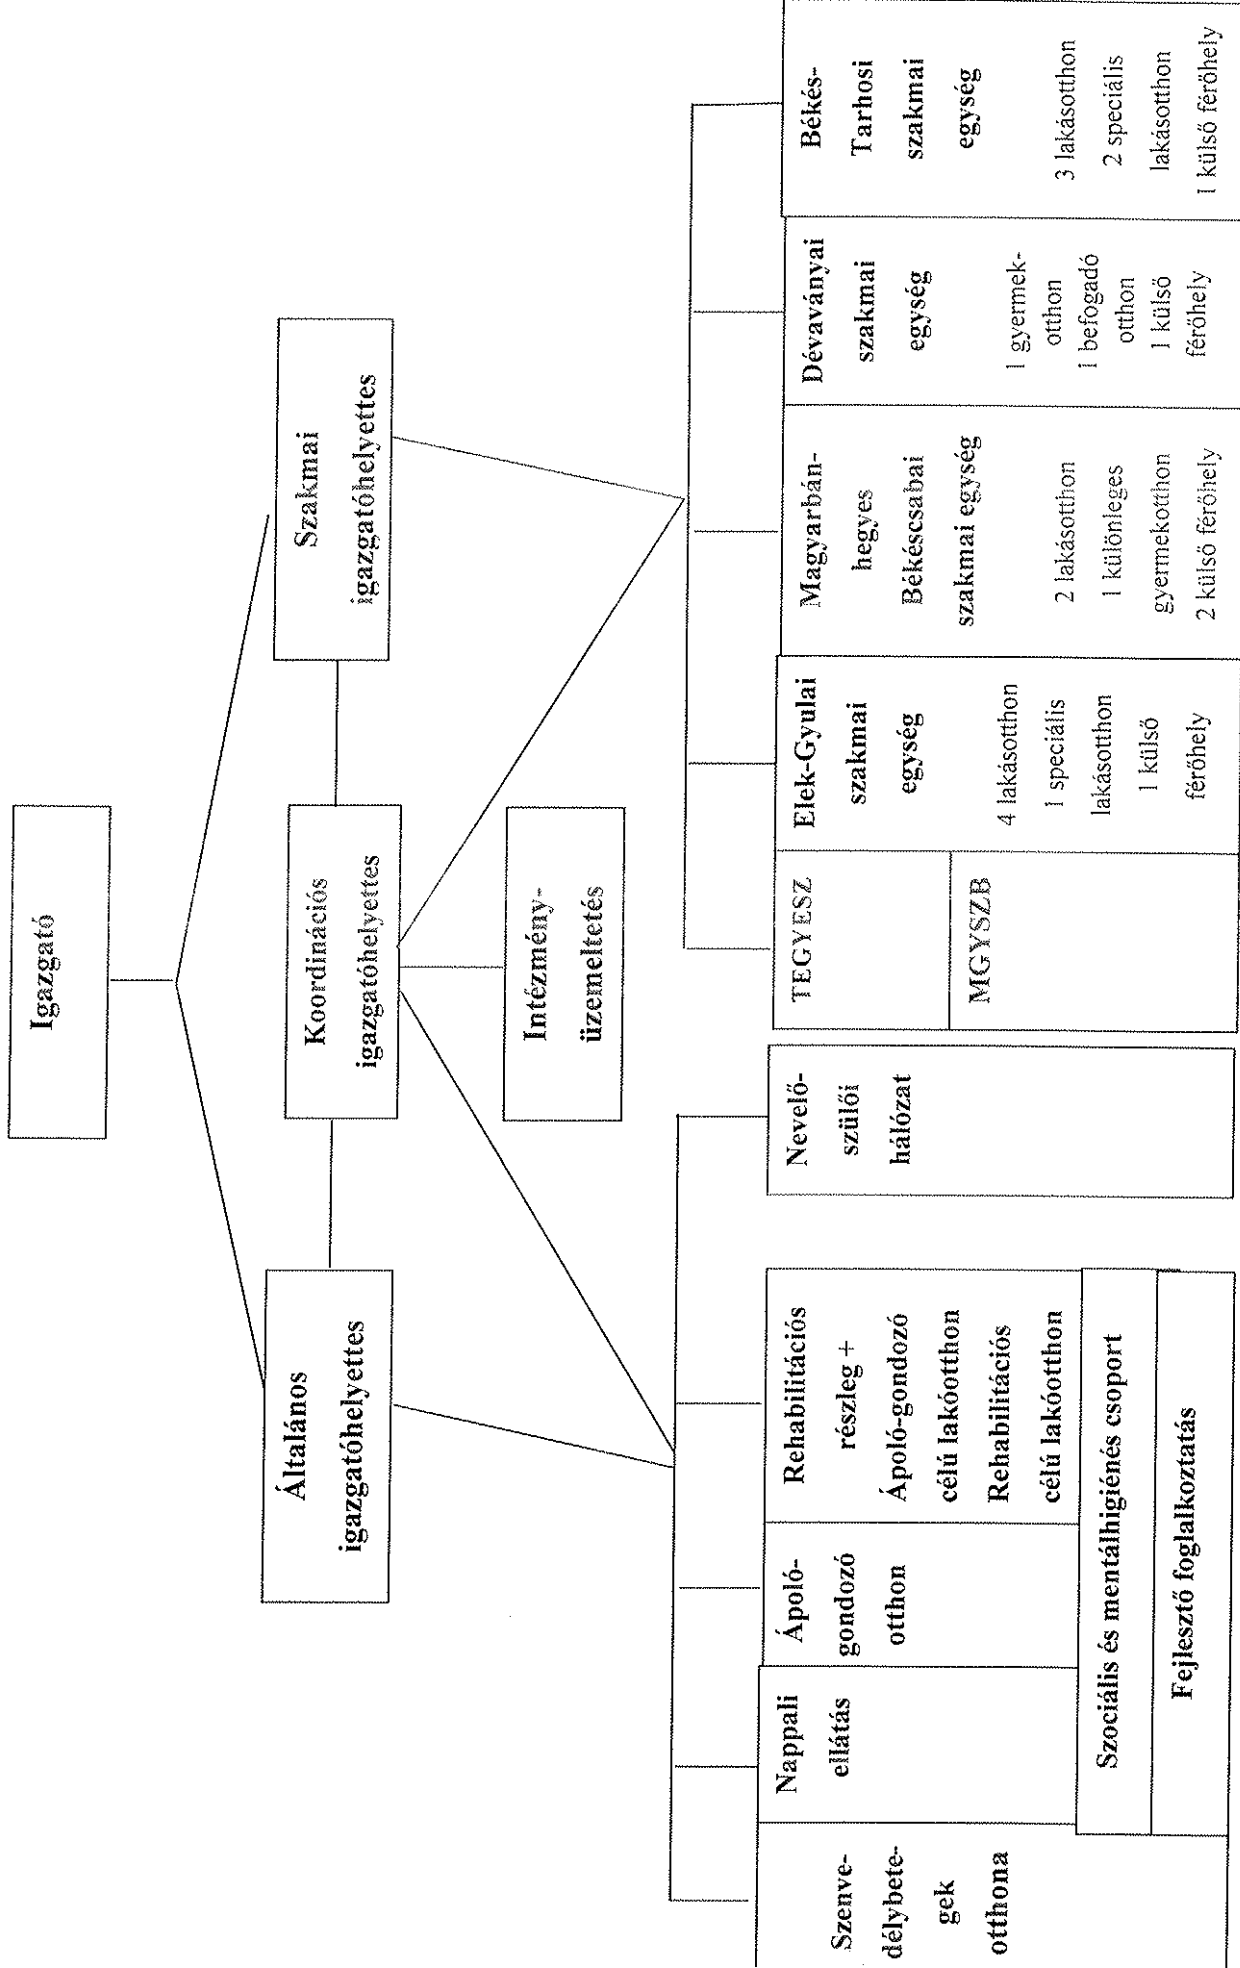 Igazgató
Általános
igazgatóhelyettes
Koordinációs
igazgatóhelyettes
Szakmai
igazgatóhelyettes
Intézmény-
üzemeltetés
Szenve-
délybete-
gek
otthona
Nappali
ellátás
Ápoló-
gondozó
otthon
Rehabilitációs
részleg +
Ápoló-gondozó
célú lakóotthon
Rehabilitációs
célú lakóotthon
Szociális és mentálhigiénés csoport
Fejlesztő foglalkoztatás
Nevelő-
szülői
hálózat
TEGYESZ
MGYSZB
Elek-Gyulai
szakmai
egység
4 lakásotthon
1 speciális
lakásotthon
1 külső
férőhely
Magyarbán-
hegyes
Békéscsabai
szakmai egység
2 lakásotthon
1 különleges
gyermekotthon
2 külső férőhely
Dévaványai
szakmai
egység
1 gyermek-
otthon
1 befogadó
otthon
1 külső
férőhely
Békés-
Tarhosi
szakmai
egység
3 lakásotthon
2 speciális
lakásotthon
1 külső férőhely